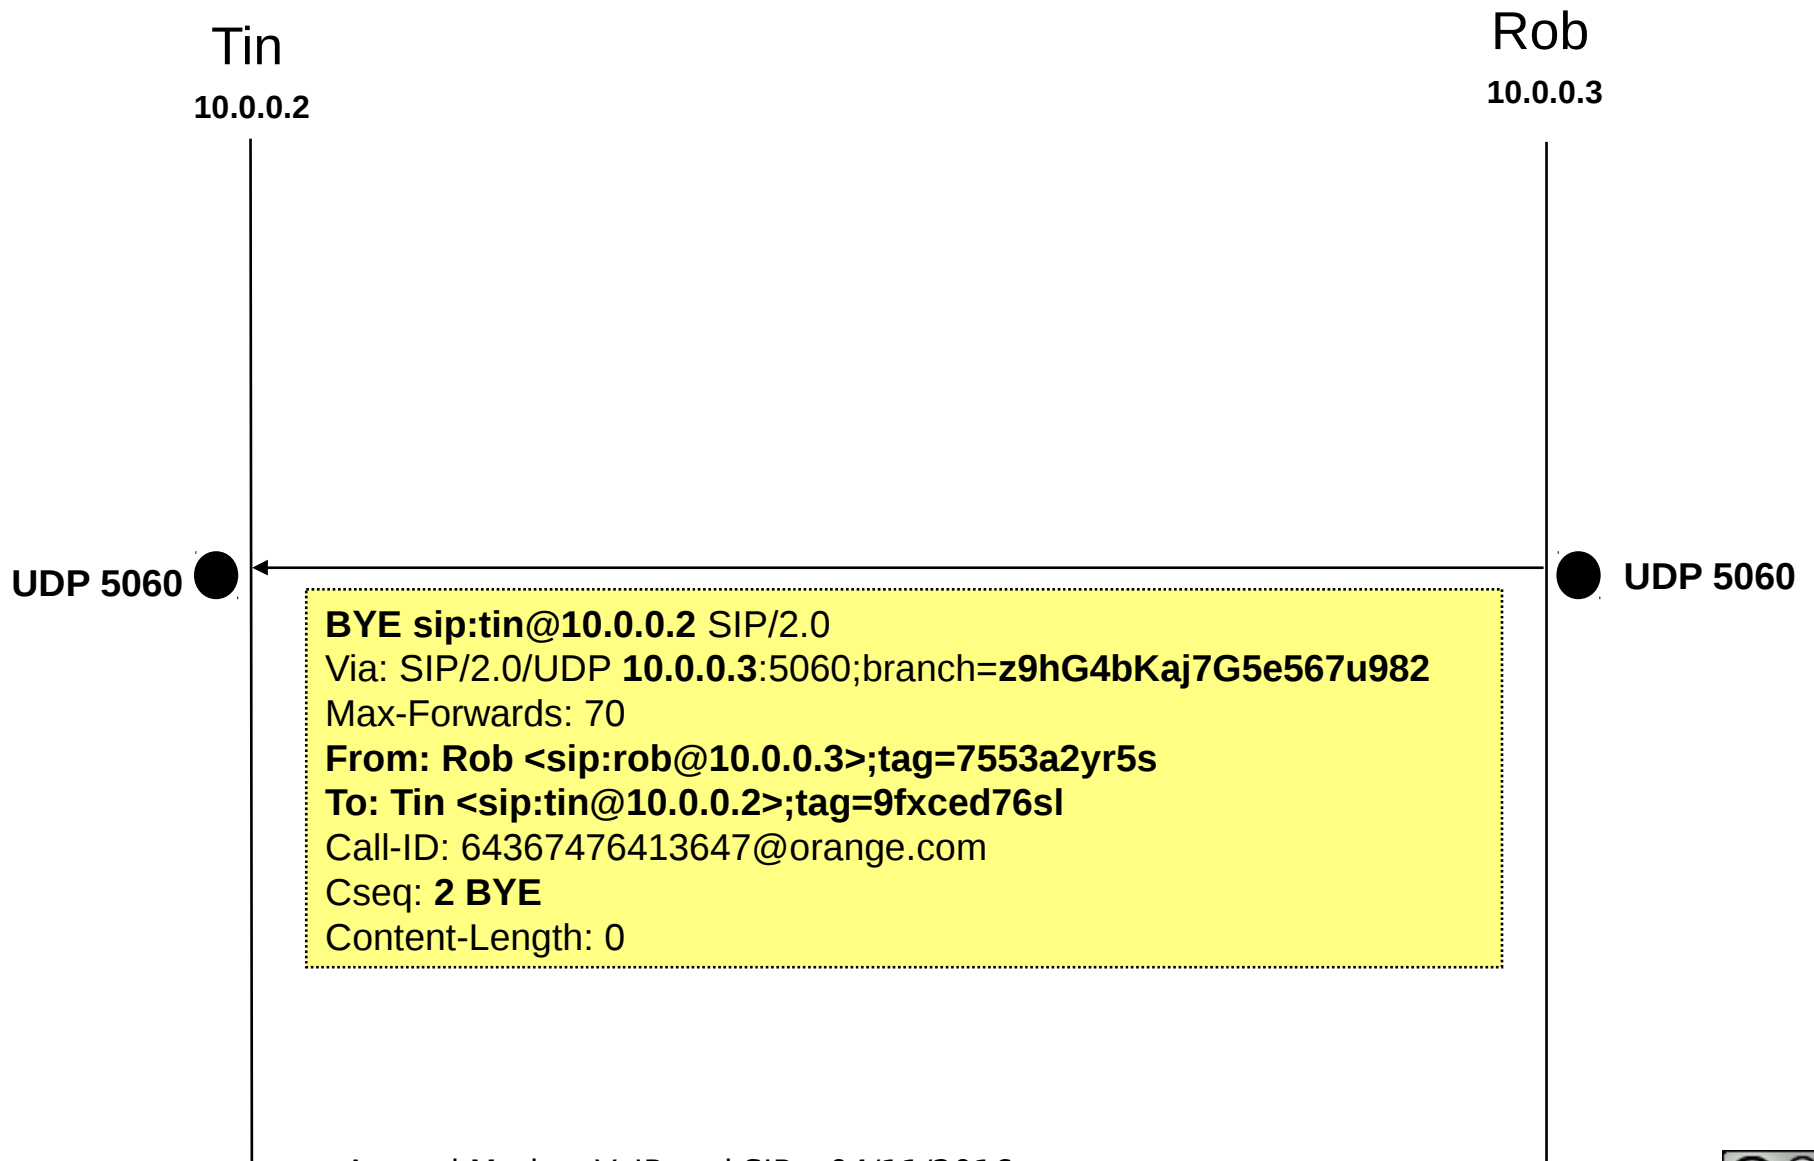 Tin
10.0.0.2
Rob
10.0.0.3
UDP 5060
UDP 5060
BYE sip:tin@10.0.0.2 SIP/2.0
Via: SIP/2.0/UDP 10.0.0.3:5060;branch=z9hG4bKaj7G5e567u982
Max-Forwards: 70
From: Rob <sip:rob@10.0.0.3>;tag=7553a2yr5s
To: Tin <sip:tin@10.0.0.2>;tag=9fxced76sl
Call-ID: 64367476413647@orange.com
Cseq: 2 BYE
Content-Length: 0